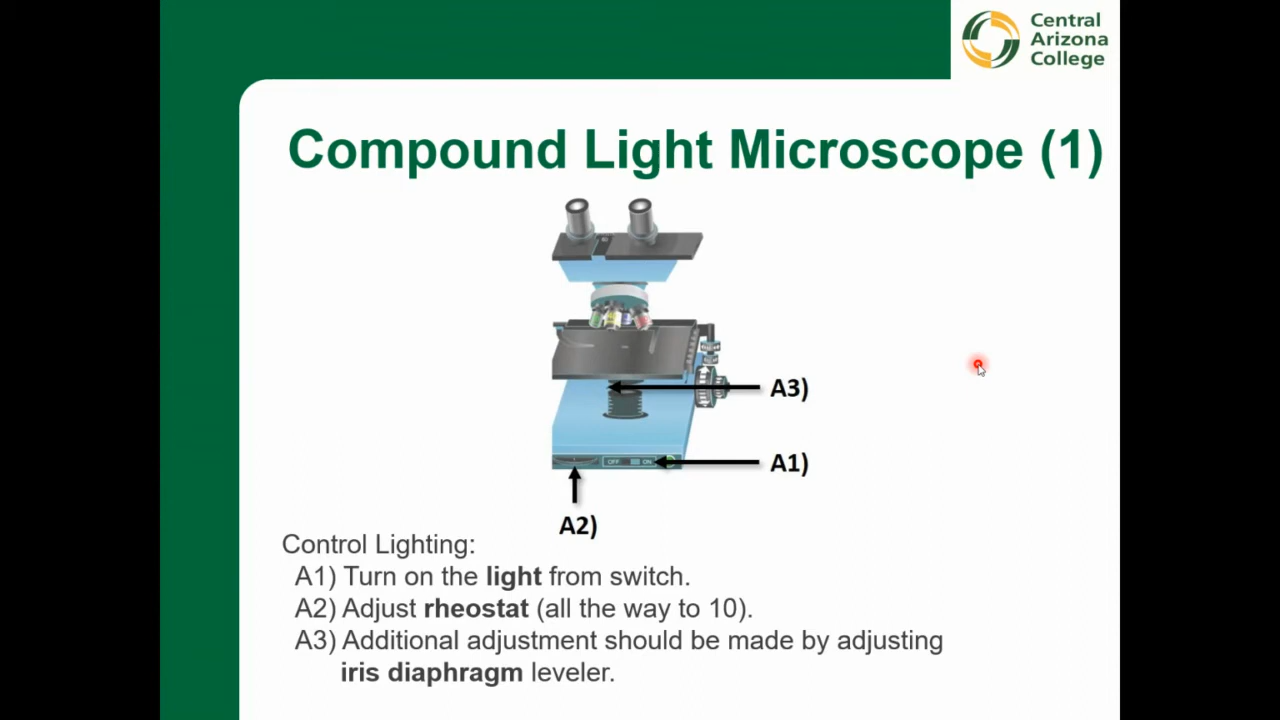 Central
Arizona
College
Compound Light Microscope (1)
A3)
OFF ON
A1)
A2)
Control Lighting:
A1) Turn on the light from switch.
A2) Adjust rheostat (all the way to 10).
A3) Additional adjustment should be made by adjusting
iris diaphragm leveler.